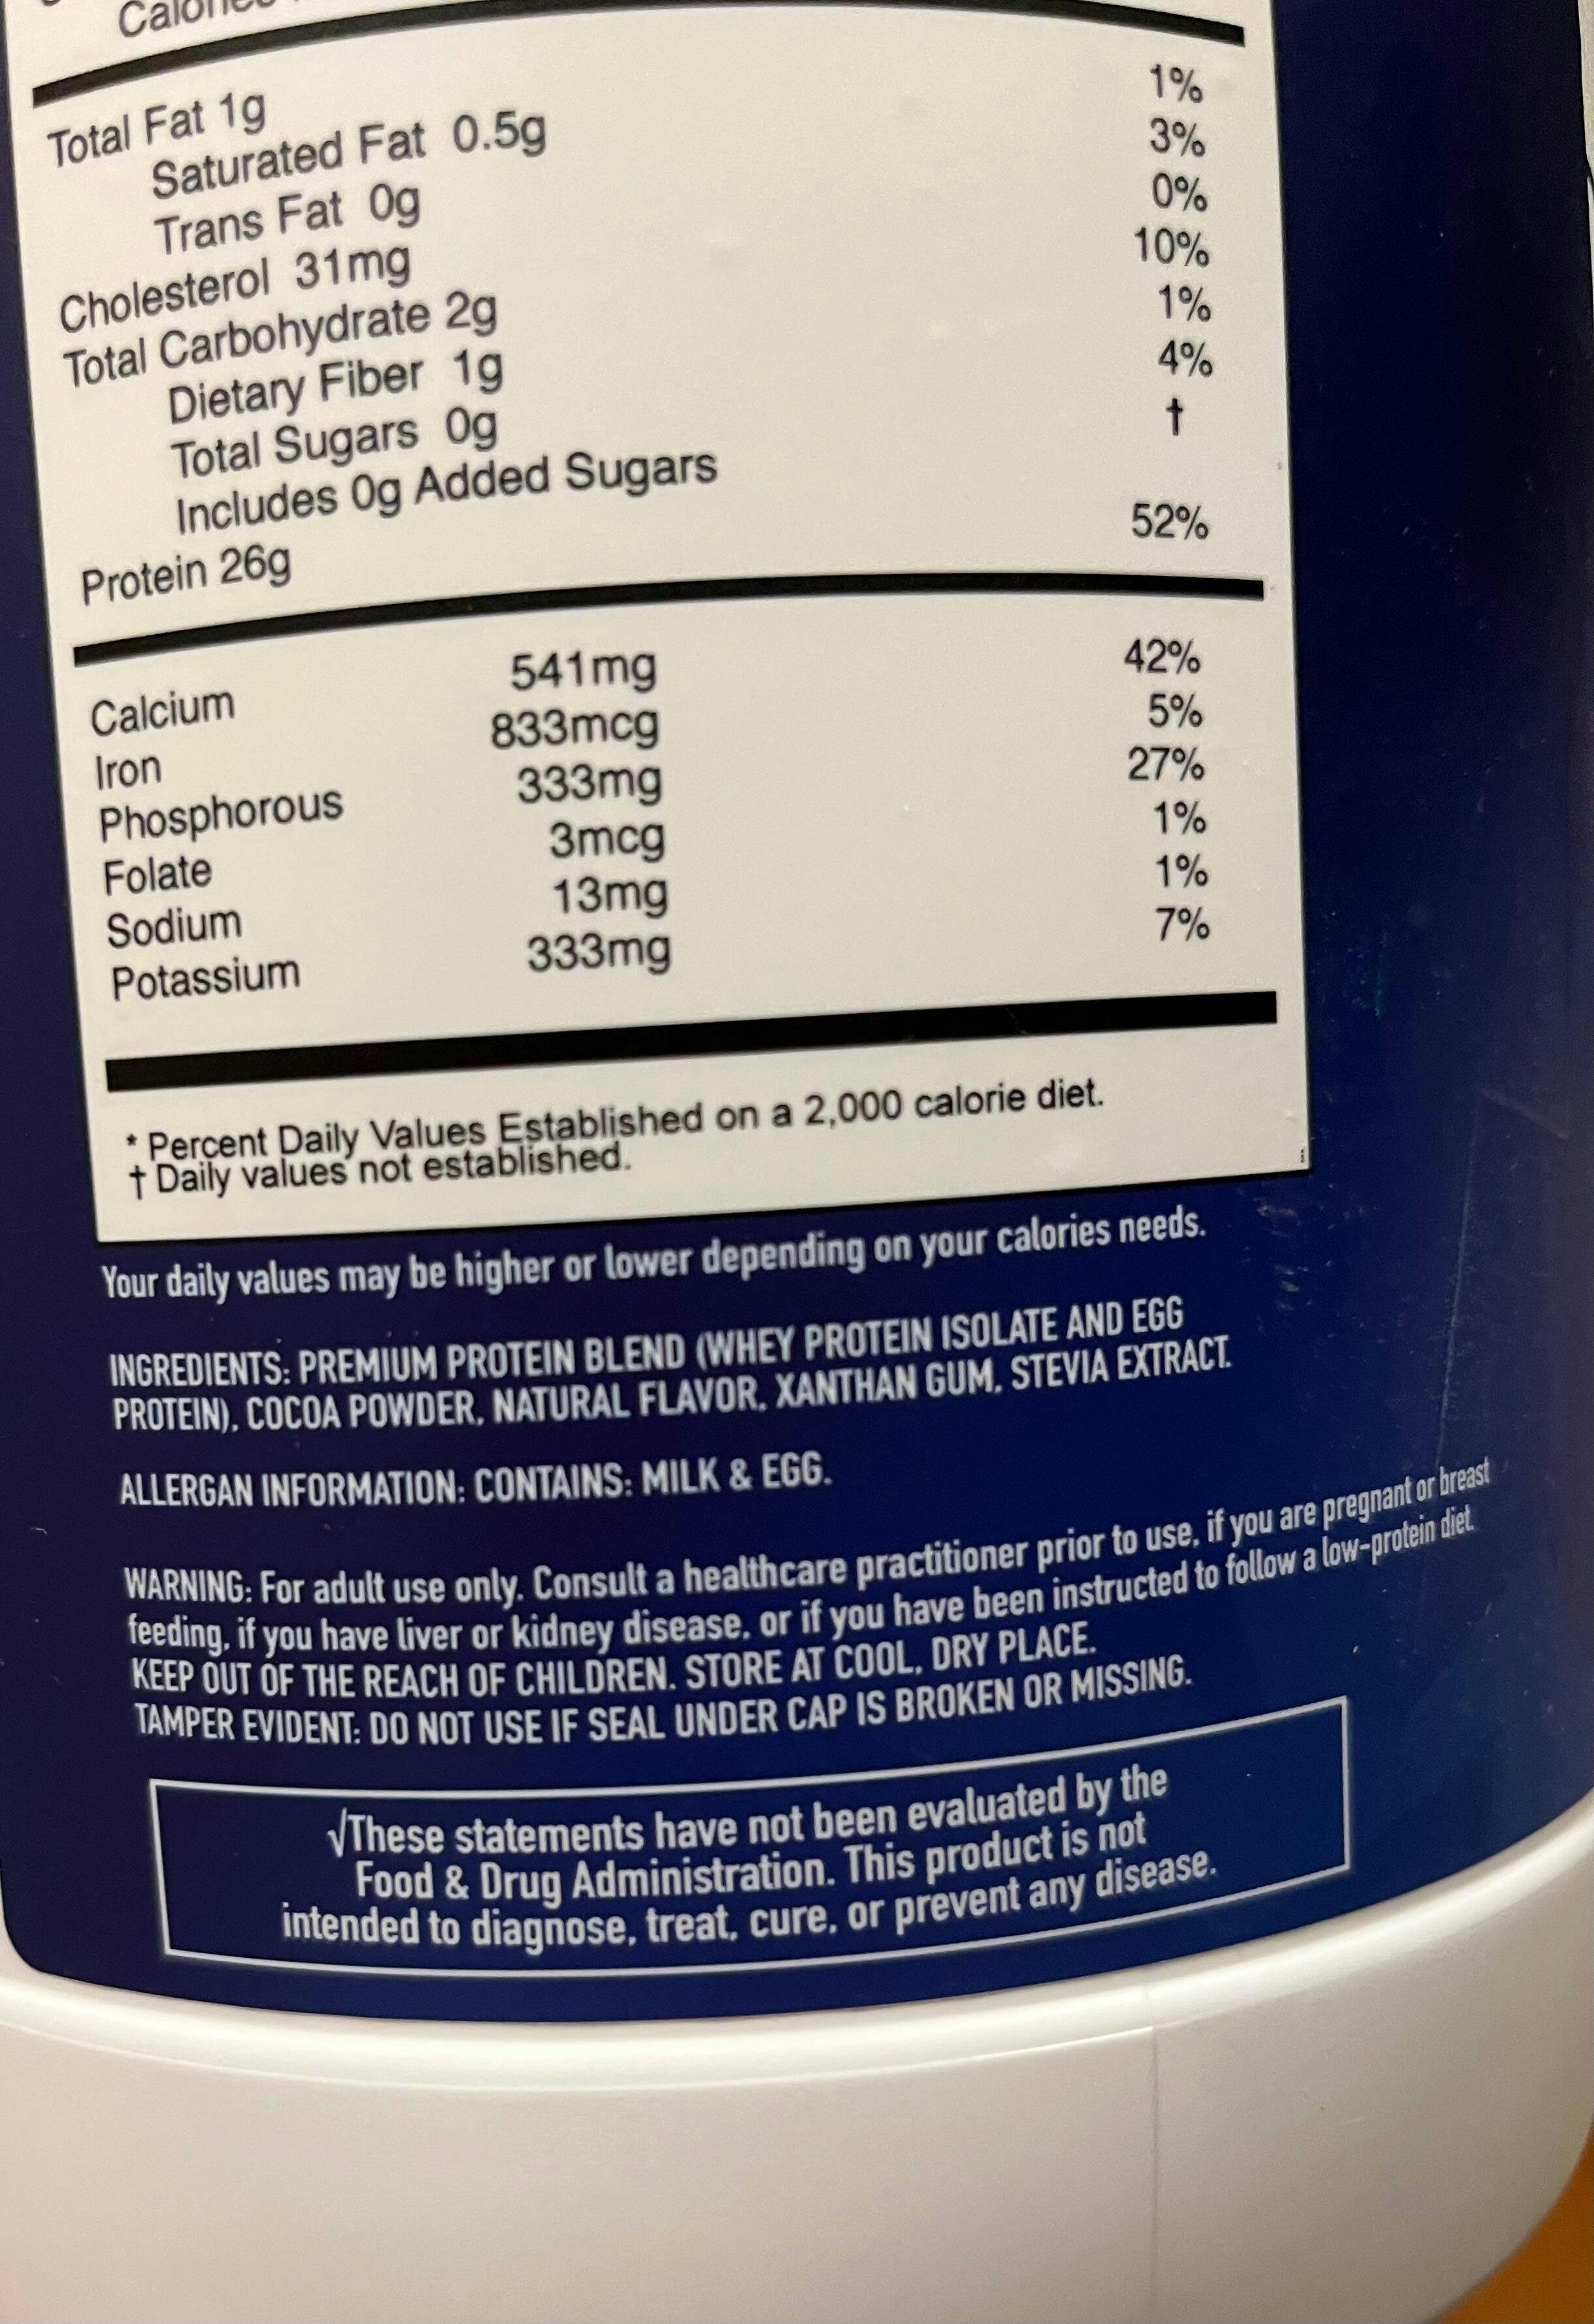 Total Fat 1g 1%
Saturated Fat 0.5g 3%
Trans Fat 0g 0%
Cholesterol 31mg 10%
Total Carbohydrate 2g 1%
Dietary Fiber 1g 4%
Total Sugars 0g †
Includes 0g Added Sugars
Protein 26g 52%
Calcium 541mg 42%
Iron 833mcg 5%
Phosphorous 333mg 27%
Folate 3mcg 1%
Sodium 13mg 1%
Potassium 333mg 7%
* Percent Daily Values Established on a 2,000 calorie diet.
† Daily values not established.
Your daily values may be higher or lower depending on your calories needs.
INGREDIENTS: PREMIUM PROTEIN BLEND (WHEY PROTEIN ISOLATE AND EGG
PROTEIN), COCOA POWDER, NATURAL FLAVOR, XANTHAN GUM, STEVIA EXTRACT.
ALLERGAN INFORMATION: CONTAINS: MILK & EGG.
WARNING: For adult use only. Consult a healthcare practitioner prior to use, if you are pregnant or breast
feeding, if you have liver or kidney disease, or if you have been instructed to follow a low-protein diet.
KEEP OUT OF THE REACH OF CHILDREN. STORE AT COOL, DRY PLACE.
TAMPER EVIDENT: DO NOT USE IF SEAL UNDER CAP IS BROKEN OR MISSING.
√These statements have not been evaluated by the
Food & Drug Administration. This product is not
intended to diagnose, treat, cure, or prevent any disease.